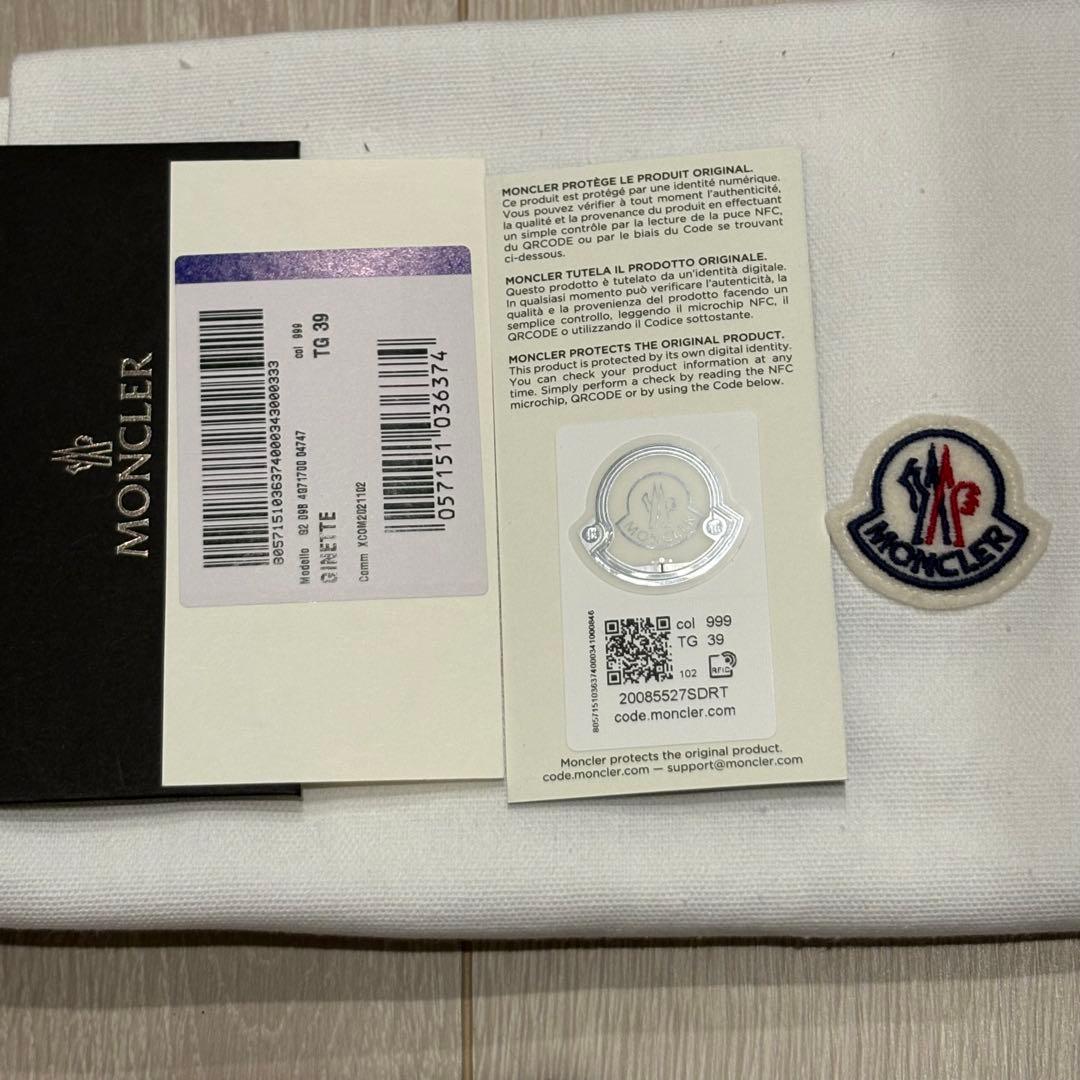 MONCLER
8057151036374000343000333
col 999
TG 39
Modello G2 09B 4071700 04747
GINETTE
Comm XCOM2021102
057151 036374
MONCLER PROTÈGE LE PRODUIT ORIGINAL.
Ce produit est protégé par une identité numérique.
Vous pouvez vérifier à tout moment l'authenticité,
la qualité et la provenance du produit en effectuant
un simple contrôle par la lecture de la puce NFC,
du QRCODE ou par le biais du Code se trouvant
ci-dessous.
MONCLER TUTELA IL PRODOTTO ORIGINALE.
Questo prodotto è tutelato da un'identità digitale.
In qualsiasi momento può verificare l'autenticità, la
qualità e la provenienza del prodotto facendo un
semplice controllo, leggendo il microchip NFC, il
QRCODE o utilizzando il Codice sottostante.
MONCLER PROTECTS THE ORIGINAL PRODUCT.
This product is protected by its own digital identity.
You can check your product information at any
time. Simply perform a check by reading the NFC
microchip, QRCODE or by using the Code below.
MONCLER
8057151036374000341000846
col 999
TG 39
102
RFID
20085527SDRT
code.moncler.com
Moncler protects the original product.
code.moncler.com — support@moncler.com
MONCLER